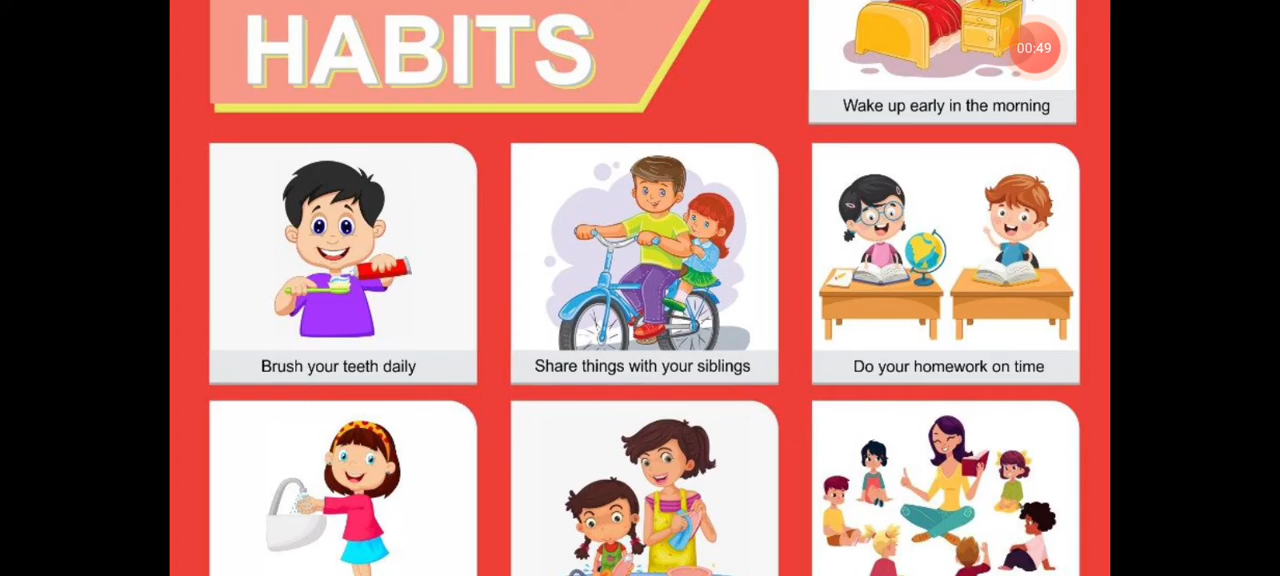 HABITS
00:49
Wake up early in the morning
Brush your teeth daily
Share things with your siblings
Do your homework on time